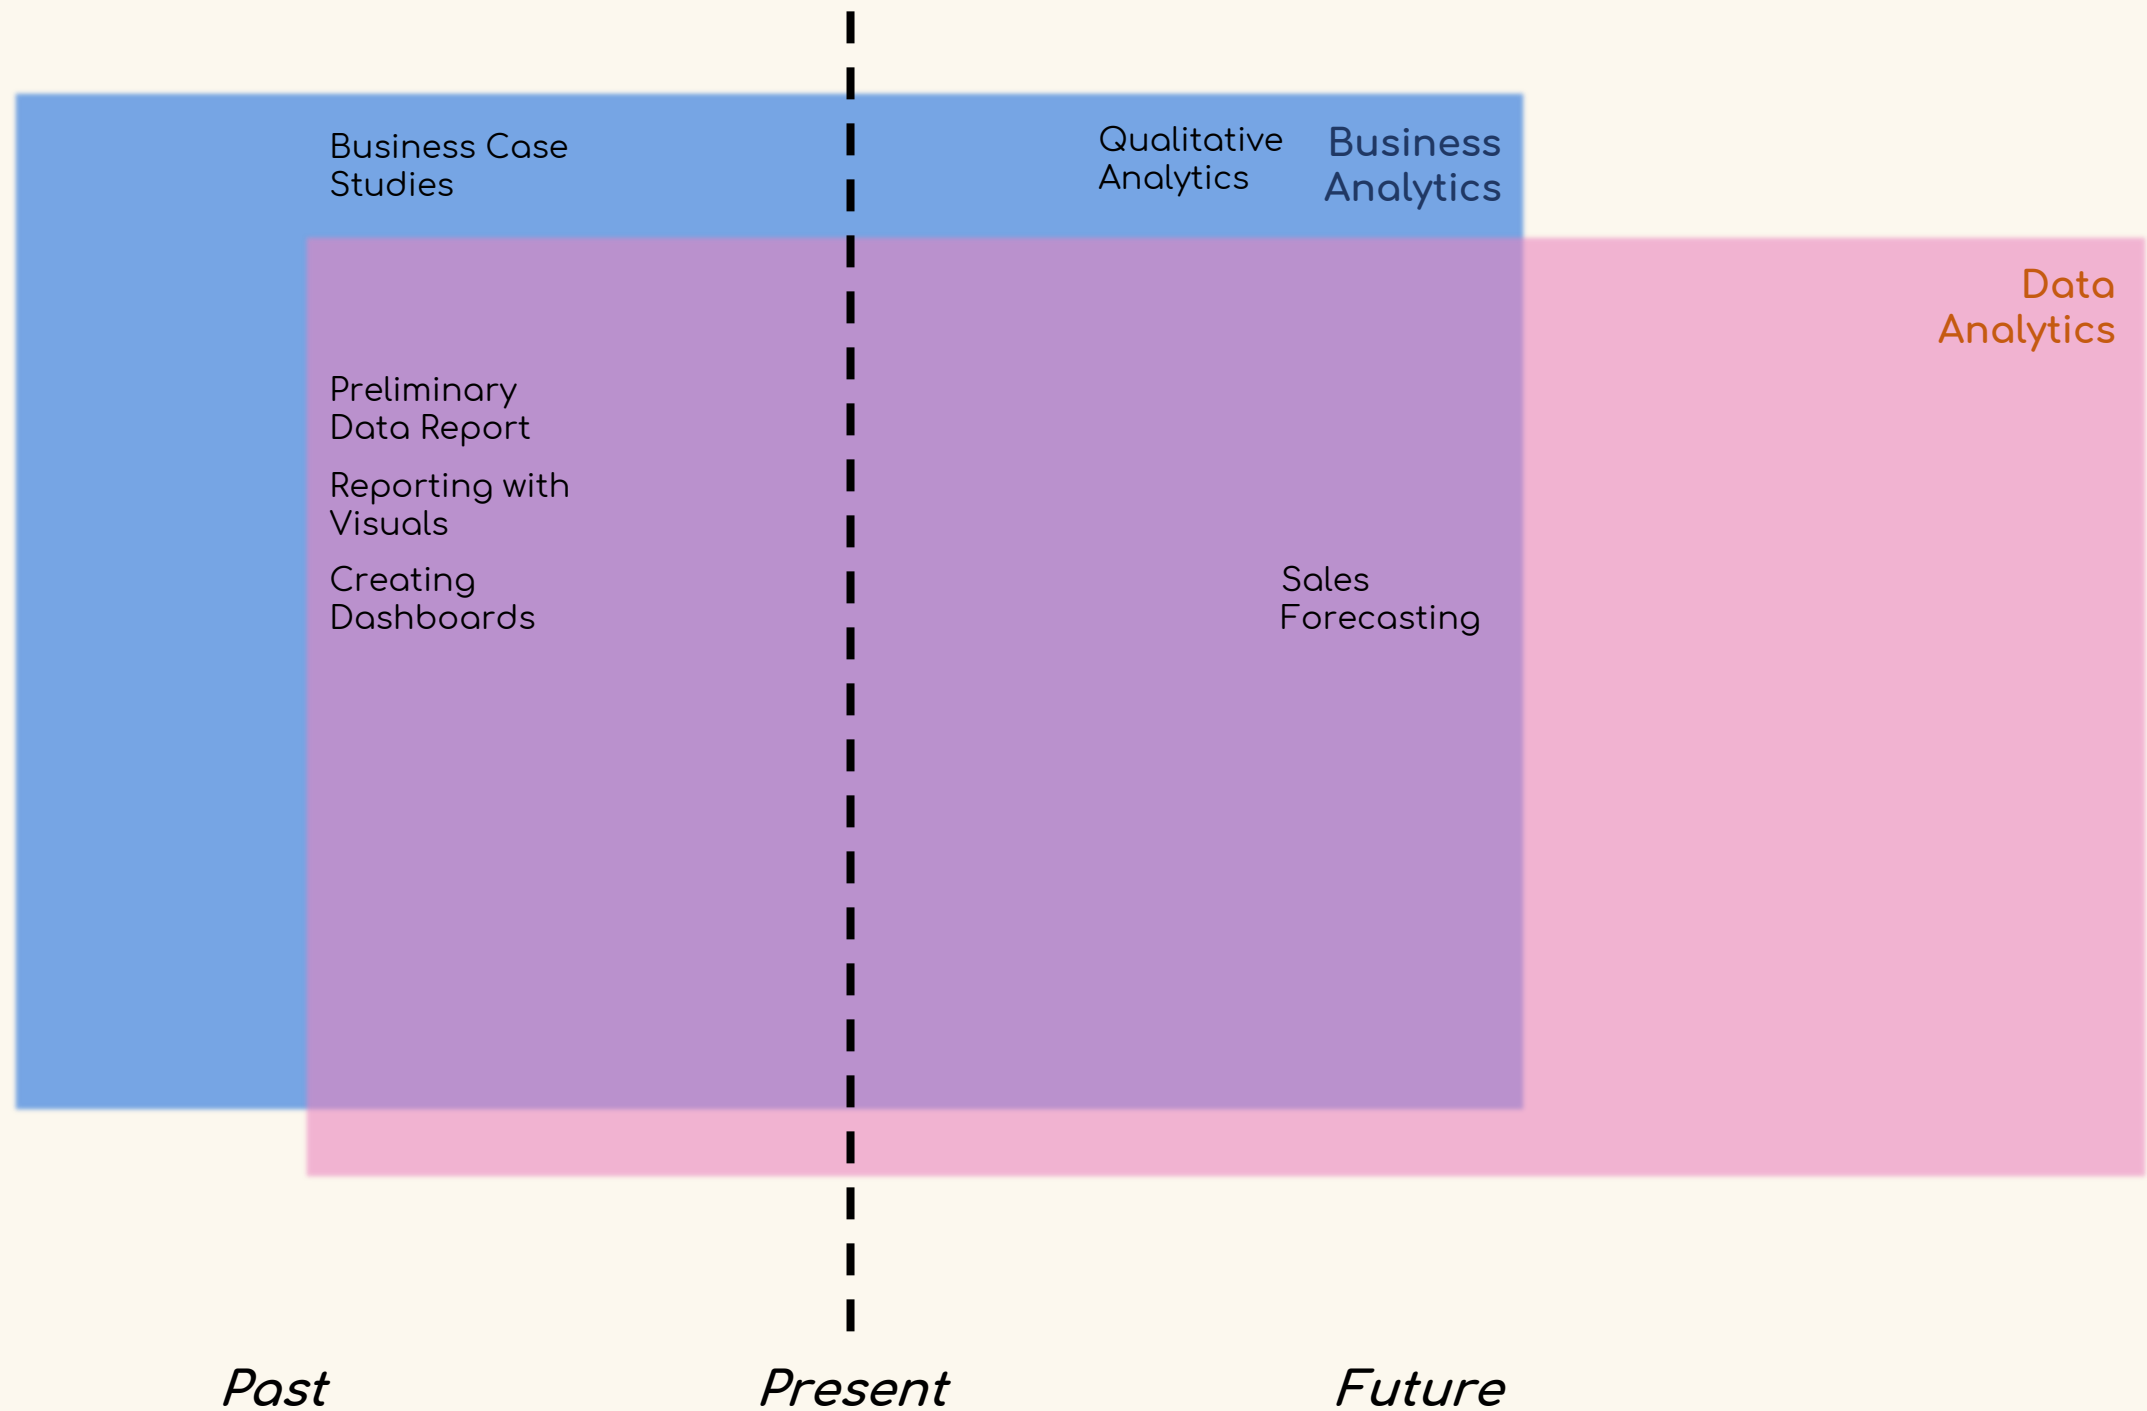 Business Case
Studies
Qualitative
Analytics
Business
Analytics
Data
Analytics
Preliminary
Data Report
Reporting with
Visuals
Creating
Dashboards
Sales
Forecasting
Past
Present
Future